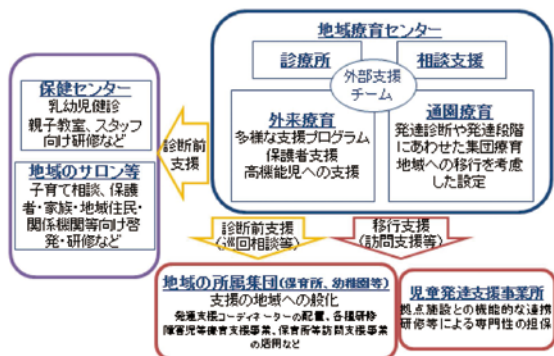 地域療育センター
診療所
相談支援
外部支援
チーム
外来療育
多様な支援プログラム
保護者支援
高機能児への支援
通園療育
発達診断や発達段階
にあわせた集団療育
地域への移行を考慮
した設定
保健センター
乳幼児健診
親子教室、スタッフ
向け研修など
地域のサロン等
子育て相談、保護
者・家族・地域住民・
関係機関等向け啓
発・研修など
診断前
支援
診断前支援
(巡回相談等)
移行支援
(訪問支援等)
地域の所属集団(保育所、幼稚園等)
支援の地域への般化
発達支援コーディネーターの配置、各種研修
障害児等療育支援事業、保育所等訪問支援事業
の活用など
児童発達支援事業所
拠点施設との機能的な連携
研修等による専門性の担保